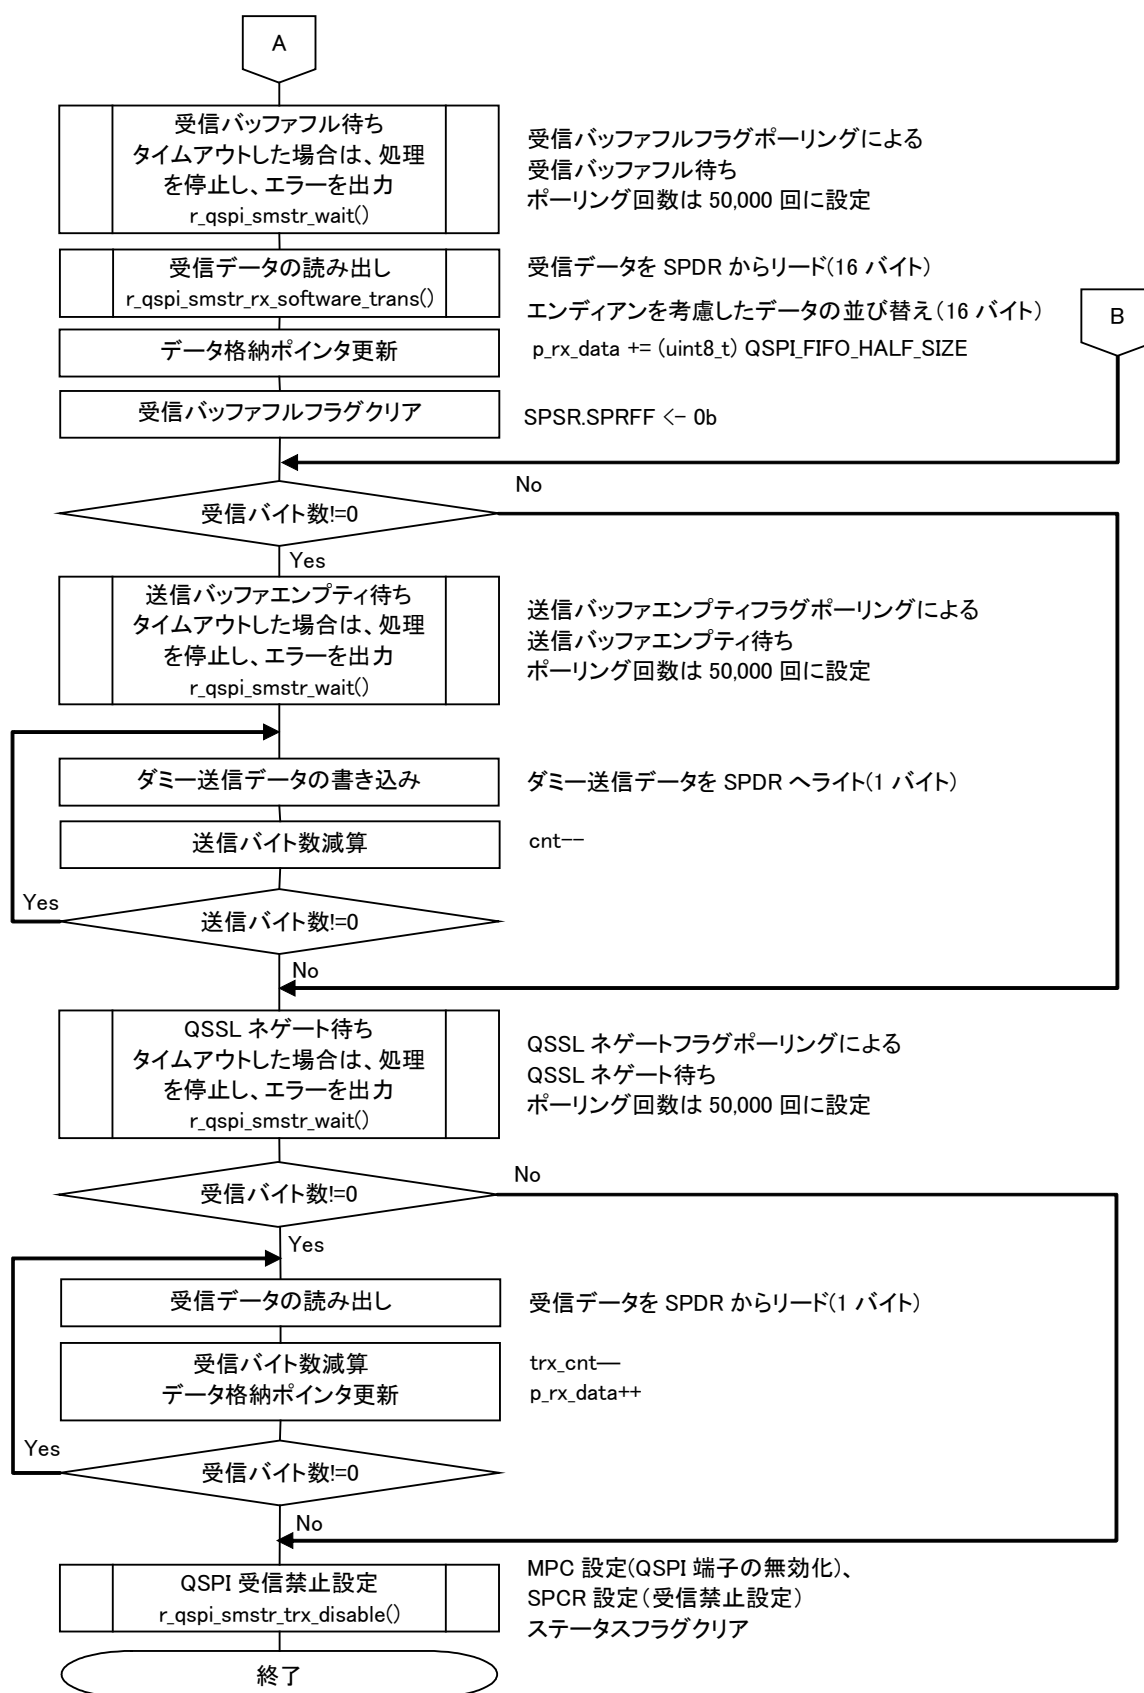 A
受信バッファフル待ち
タイムアウトした場合は、処理
を停止し、エラーを出力
r_qspi_smstr_wait()
受信バッファフルフラグポーリングによる
受信バッファフル待ち
ポーリング回数は 50,000 回に設定
受信データの読み出し
r_qspi_smstr_rx_software_trans()
受信データを SPDR からリード(16 バイト)
エンディアンを考慮したデータの並び替え(16 バイト)
B
データ格納ポインタ更新
p_rx_data += (uint8_t) QSPI_FIFO_HALF_SIZE
受信バッファフルフラグクリア
SPSR.SPRFF <- 0b
No
受信バイト数!=0
Yes
送信バッファエンプティ待ち
タイムアウトした場合は、処理
を停止し、エラーを出力
r_qspi_smstr_wait()
送信バッファエンプティフラグポーリングによる
送信バッファエンプティ待ち
ポーリング回数は 50,000 回に設定
ダミー送信データの書き込み
ダミー送信データを SPDR へライト(1 バイト)
送信バイト数減算
cnt--
Yes
送信バイト数!=0
No
QSSL ネゲート待ち
タイムアウトした場合は、処理
を停止し、エラーを出力
r_qspi_smstr_wait()
QSSL ネゲートフラグポーリングによる
QSSL ネゲート待ち
ポーリング回数は 50,000 回に設定
No
受信バイト数!=0
Yes
受信データの読み出し
受信データを SPDR からリード(1 バイト)
受信バイト数減算
データ格納ポインタ更新
trx_cnt—
p_rx_data++
Yes
受信バイト数!=0
No
QSPI 受信禁止設定
r_qspi_smstr_trx_disable()
MPC 設定(QSPI 端子の無効化)、
SPCR 設定(受信禁止設定)
ステータスフラグクリア
終了